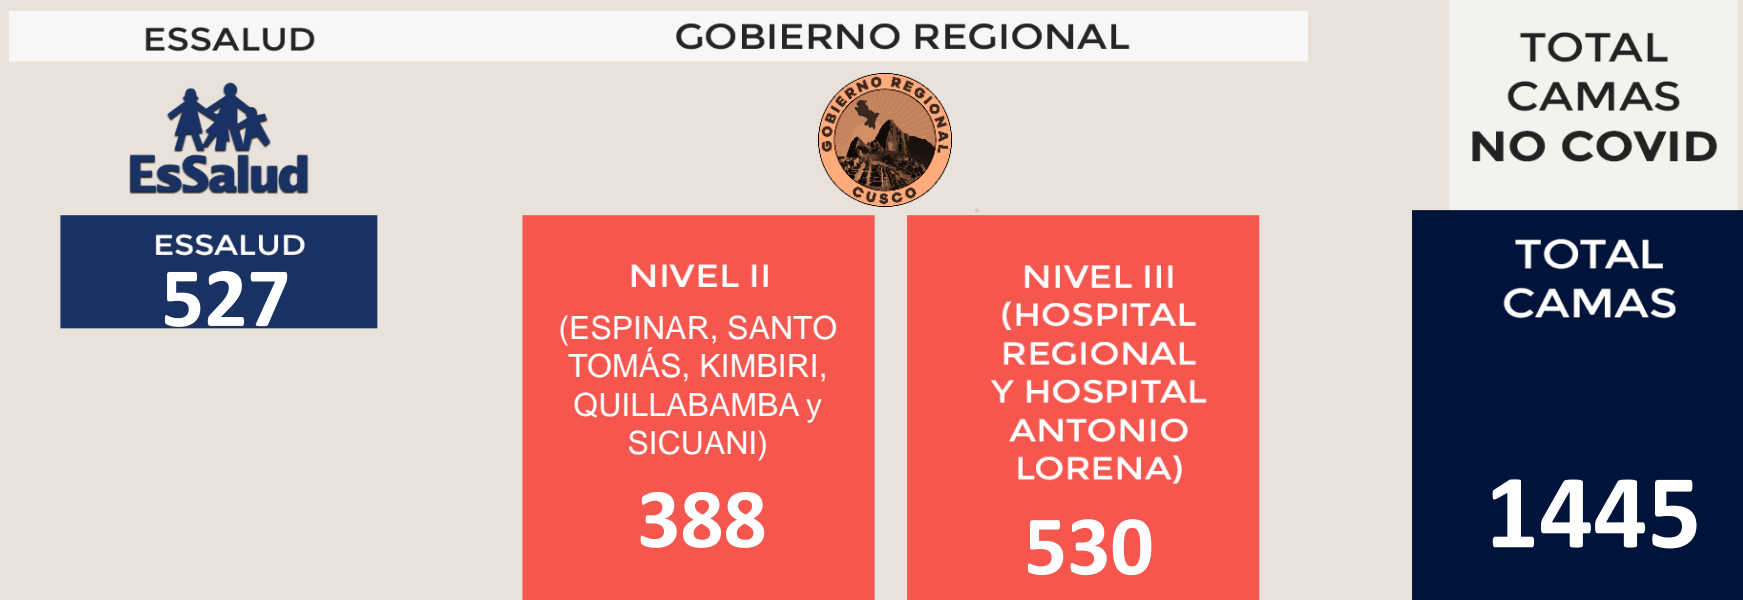 ESSALUD
EsSalud
ESSALUD
527
GOBIERNO REGIONAL
GOBIERNO REGIONAL
CUSCO
NIVEL II
(ESPINAR, SANTO
TOMÁS, KIMBIRI,
QUILLABAMBA y
SICUANI)
388
NIVEL III
(HOSPITAL
REGIONAL
Y HOSPITAL
ANTONIO
LORENA)
530
TOTAL
CAMAS
NO COVID
TOTAL
CAMAS
1445